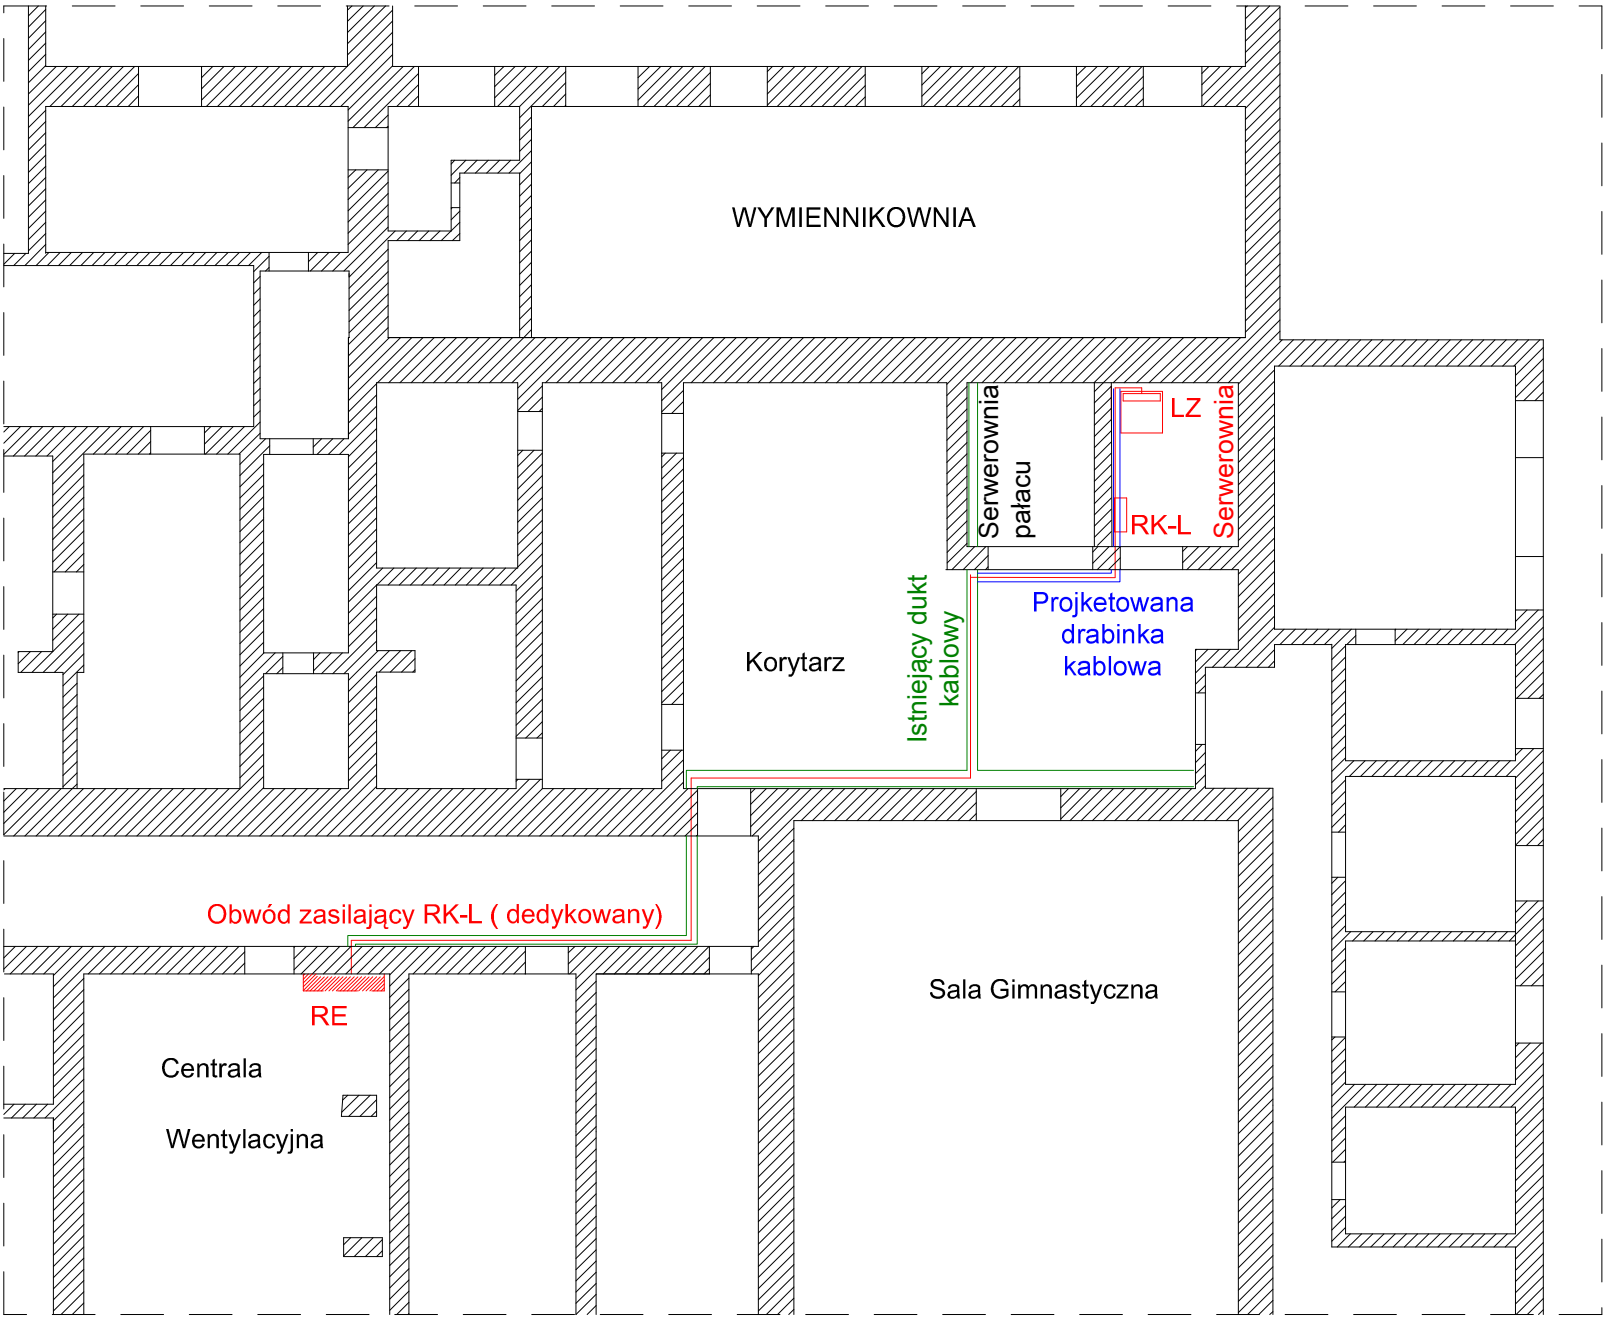 WYMIENNIKOWNIA
Serwerownia
pałacu
LZ
RK-L
Serwerownia
Istniejący dukt
kablowy
Projketowana
drabinka
kablowa
Korytarz
Obwód zasilający RK-L ( dedykowany)
RE
Sala Gimnastyczna
Centrala
Wentylacyjna